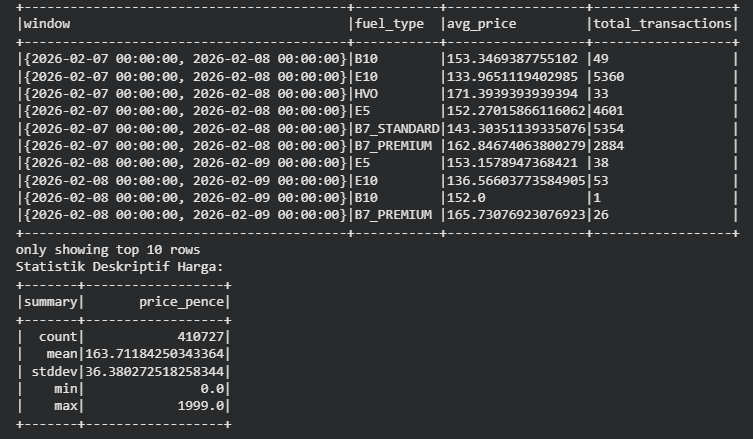 +------------------------------------------+-----------+------------------+------------------+
|window                                    |fuel_type  |avg_price         |total_transactions|
+------------------------------------------+-----------+------------------+------------------+
|{2026-02-07 00:00:00, 2026-02-08 00:00:00}|B10        |153.3469387755102 |49                |
|{2026-02-07 00:00:00, 2026-02-08 00:00:00}|E10        |133.9651119402985 |5360              |
|{2026-02-07 00:00:00, 2026-02-08 00:00:00}|HVO        |171.3939393939394 |33                |
|{2026-02-07 00:00:00, 2026-02-08 00:00:00}|E5         |152.27015866116062|4601              |
|{2026-02-07 00:00:00, 2026-02-08 00:00:00}|B7_STANDARD|143.30351139335076|5354              |
|{2026-02-07 00:00:00, 2026-02-08 00:00:00}|B7_PREMIUM |162.84674063800279|2884              |
|{2026-02-08 00:00:00, 2026-02-09 00:00:00}|E5         |153.1578947368421 |38                |
|{2026-02-08 00:00:00, 2026-02-09 00:00:00}|E10        |136.56603773584905|53                |
|{2026-02-08 00:00:00, 2026-02-09 00:00:00}|B10        |152.0             |1                 |
|{2026-02-08 00:00:00, 2026-02-09 00:00:00}|B7_PREMIUM |165.73076923076923|26                |
+------------------------------------------+-----------+------------------+------------------+
only showing top 10 rows
Statistik Deskriptif Harga:
+-------+------------------+
|summary|       price_pence|
+-------+------------------+
|  count|            410727|
|   mean|163.71184250343364|
| stddev|36.380272518258344|
|    min|               0.0|
|    max|            1999.0|
+-------+------------------+